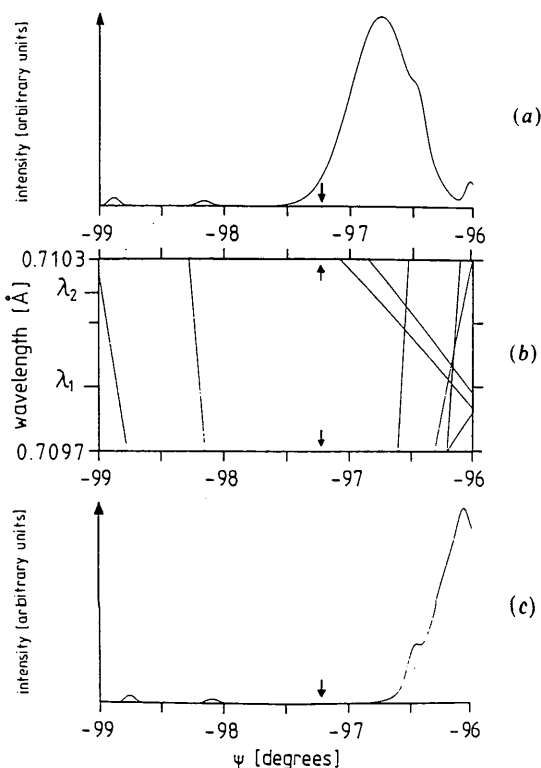 intensity [arbitrary units]
(a)
-99 -98 -97 -96
0.7103
λ₂
wavelength [Å]
λ₁
0.7097
(b)
-99 -98 -97 -96
intensity [arbitrary units]
(c)
-99 -98 -97 -96
ψ [degrees]